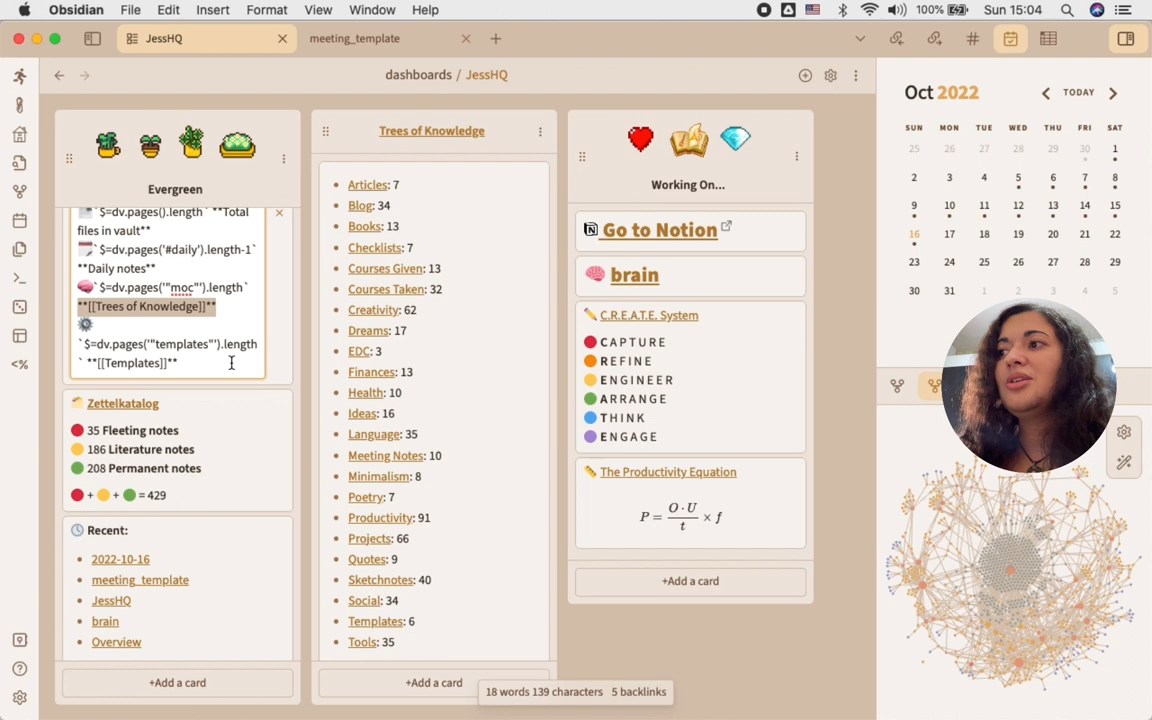 Obsidian File Edit Insert Format View Window Help 100% Sun 15:04
JessHQ meeting_template
dashboards / JessHQ
Evergreen
`$=dv.pages().length` **Total
files in vault**
`$=dv.pages('#daily').length-1`
**Daily notes**
`$=dv.pages('"moc"').length`
**[[Trees of Knowledge]]**
`$=dv.pages('"templates"').length
` **[[Templates]]**
Zettelkatalog
35 Fleeting notes
186 Literature notes
208 Permanent notes
+ + = 429
Recent:
2022-10-16
meeting_template
JessHQ
brain
Overview
+Add a card
Trees of Knowledge
Articles: 7
Blog: 34
Books: 13
Checklists: 7
Courses Given: 13
Courses Taken: 32
Creativity: 62
Dreams: 17
EDC: 3
Finances: 13
Health: 10
Ideas: 16
Language: 35
Meeting Notes: 10
Minimalism: 8
Poetry: 7
Productivity: 91
Projects: 66
Quotes: 9
Sketchnotes: 40
Social: 34
Templates: 6
Tools: 35
+Add a card
18 words 139 characters 5 backlinks
Working On...
Go to Notion
brain
C.R.E.A.T.E. System
CAPTURE
REFINE
ENGINEER
ARRANGE
THINK
ENGAGE
The Productivity Equation
P = O · U / t × f
+Add a card
Oct 2022 TODAY
SUN MON TUE WED THU FRI SAT
25 26 27 28 29 30 1
2 3 4 5 6 7 8
9 10 11 12 13 14 15
16 17 18 19 20 21 22
23 24 25 26 27 28 29
30 31 1 2 3 4 5